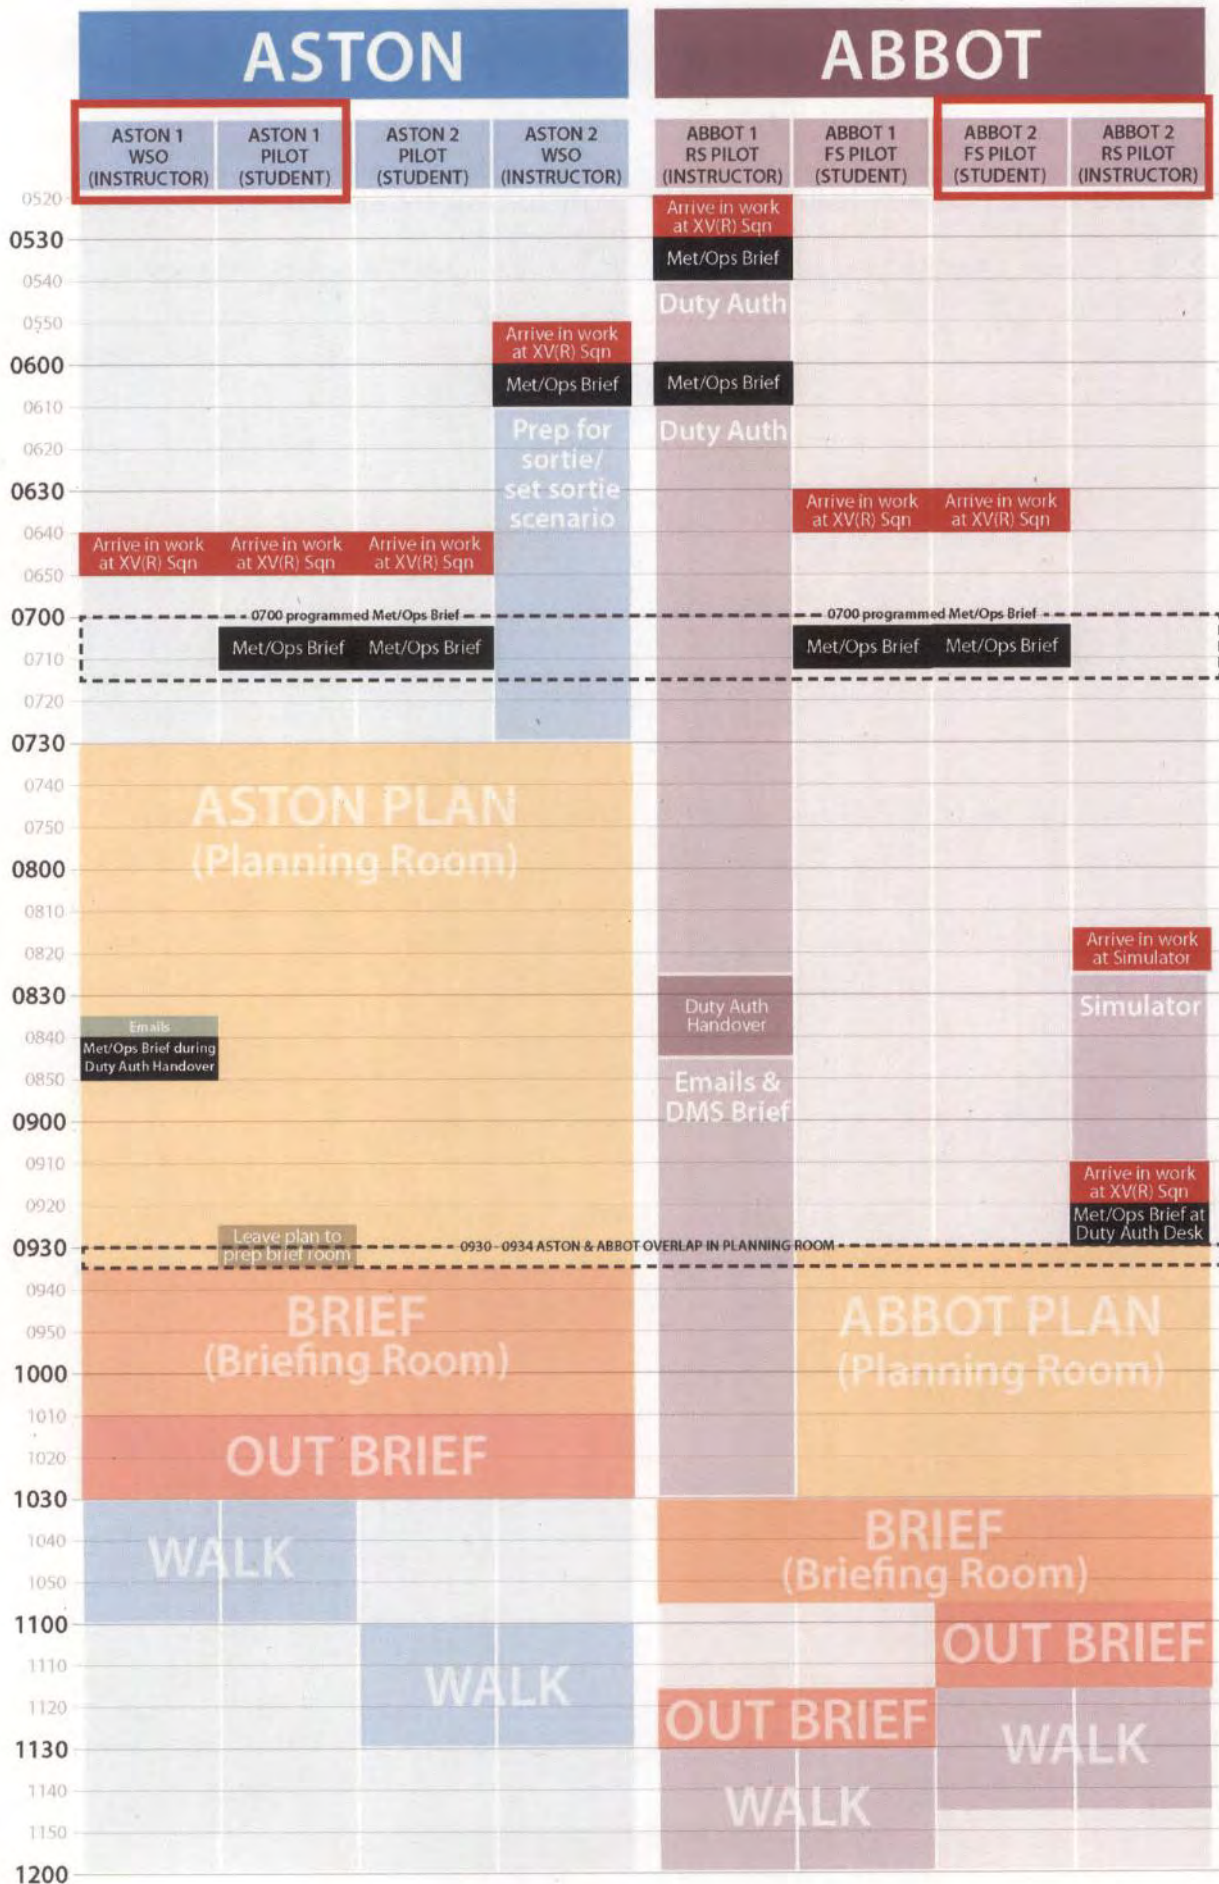 ASTON
ABBOT
ASTON 1
WSO
(INSTRUCTOR)
ASTON 1
PILOT
(STUDENT)
ASTON 2
PILOT
(STUDENT)
ASTON 2
WSO
(INSTRUCTOR)
ABBOT 1
RS PILOT
(INSTRUCTOR)
ABBOT 1
FS PILOT
(STUDENT)
ABBOT 2
FS PILOT
(STUDENT)
ABBOT 2
RS PILOT
(INSTRUCTOR)
0520
Arrive in work
at XV(R) Sqn
0530
Met/Ops Brief
0540
Duty Auth
0550
Arrive in work
at XV(R) Sqn
0600
Met/Ops Brief
Met/Ops Brief
0610
Prep for
sortie/
set sortie
scenario
Duty Auth
0620
0630
Arrive in work
at XV(R) Sqn
Arrive in work
at XV(R) Sqn
0640
Arrive in work
at XV(R) Sqn
Arrive in work
at XV(R) Sqn
Arrive in work
at XV(R) Sqn
0650
0700
0700 programmed Met/Ops Brief
0700 programmed Met/Ops Brief
Met/Ops Brief
Met/Ops Brief
Met/Ops Brief
Met/Ops Brief
0710
0720
0730
0740
ASTON PLAN
(Planning Room)
0750
0800
0810
Arrive in work
at Simulator
0820
0830
Duty Auth
Handover
Simulator
Emails
0840
Met/Ops Brief during
Duty Auth Handover
0850
Emails &
DMS Brief
0900
0910
Arrive in work
at XV(R) Sqn
0920
Met/Ops Brief at
Duty Auth Desk
Leave plan to
prep brief room
0930
0930 - 0934 ASTON & ABBOT OVERLAP IN PLANNING ROOM
0940
BRIEF
(Briefing Room)
ABBOT PLAN
(Planning Room)
0950
1000
1010
OUT BRIEF
1020
1030
WALK
BRIEF
(Briefing Room)
1040
1050
1100
OUT BRIEF
1110
WALK
1120
OUT BRIEF
WALK
1130
1140
WALK
1150
1200